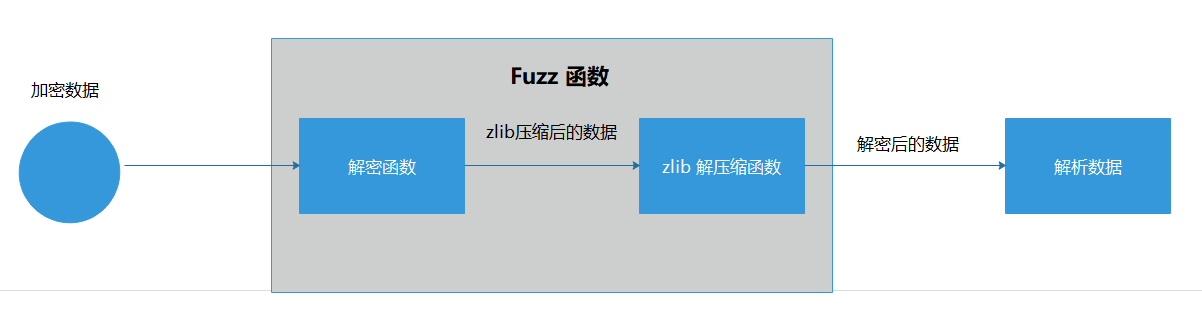 Fuzz 函数
加密数据
解密函数
zlib压缩后的数据
zlib 解压缩函数
解密后的数据
解析数据